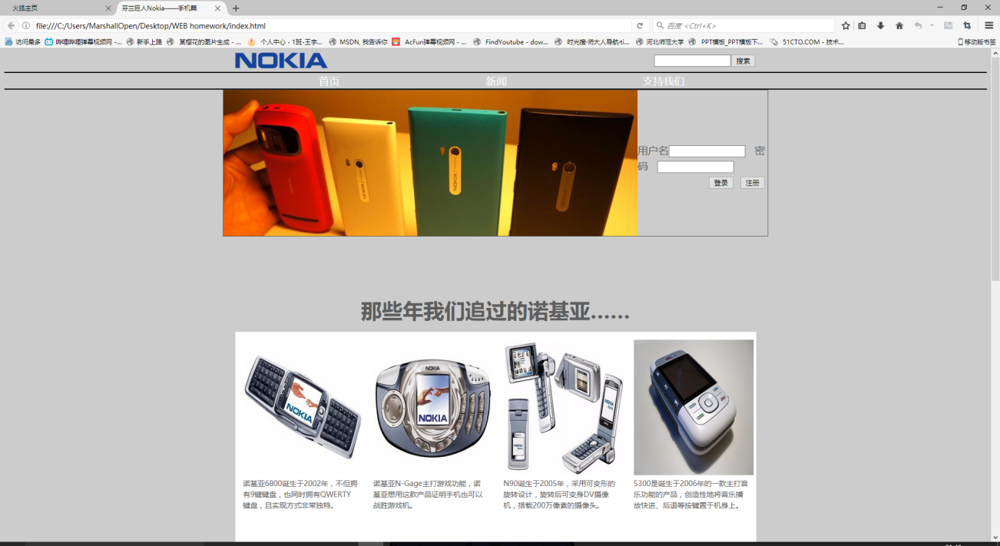 火狐主页
芬兰巨人Nokia——手机篇
file:///C:/Users/MarshallOpen/Desktop/WEB homework/index.html
百度 <Ctrl+K>
访问最多
哔哩哔哩弹幕视频网 -...
新手上路
某樱花的图片生成 - ...
个人中心 - 1班-王李...
MSDN, 我告诉你
AcFun弹幕视频网 - ...
FindYoutube - dow...
时光搜·师大人导航·ti...
河北师范大学
PPT模板_PPT模板下...
51CTO.COM - 技术...
移动版书签
NOKIA
搜索
首页 新闻 支持我们
用户名 密
码
登录 注册
NOKIA
那些年我们追过的诺基亚......
NOKIA
NOKIA
NOKIA
诺基亚6800诞生于2002年，不但拥
有9键键盘，也同时拥有QWERTY
键盘，且实现方式非常独特。
诺基亚N-Gage主打游戏功能，诺
基亚想用这款产品证明手机也可以
战胜游戏机。
N90诞生于2005年，采用可变形的
旋转设计，旋转后可变身DV摄像
机，搭载200万像素的摄像头。
5300是诞生于2006年的一款主打音
乐功能的产品，创造性地将音乐播
放快进、后退等按键置于机身上。